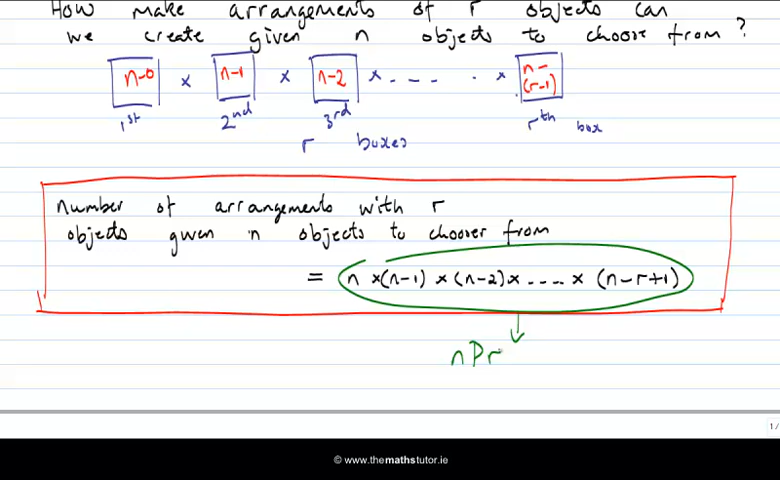 How make arrangements of r objects can
we create given n objects to choose from?
n-0 × n-1 × n-2 ×- - - - - · × n-(r-1)
1st 2nd 3rd rth box
r boxes
number of arrangements with r
objects given n objects to chooser from
= n ×(n-1) ×(n-2)×- - - -× (n-r+1)
nPr
1/
© www.themathstutor.ie